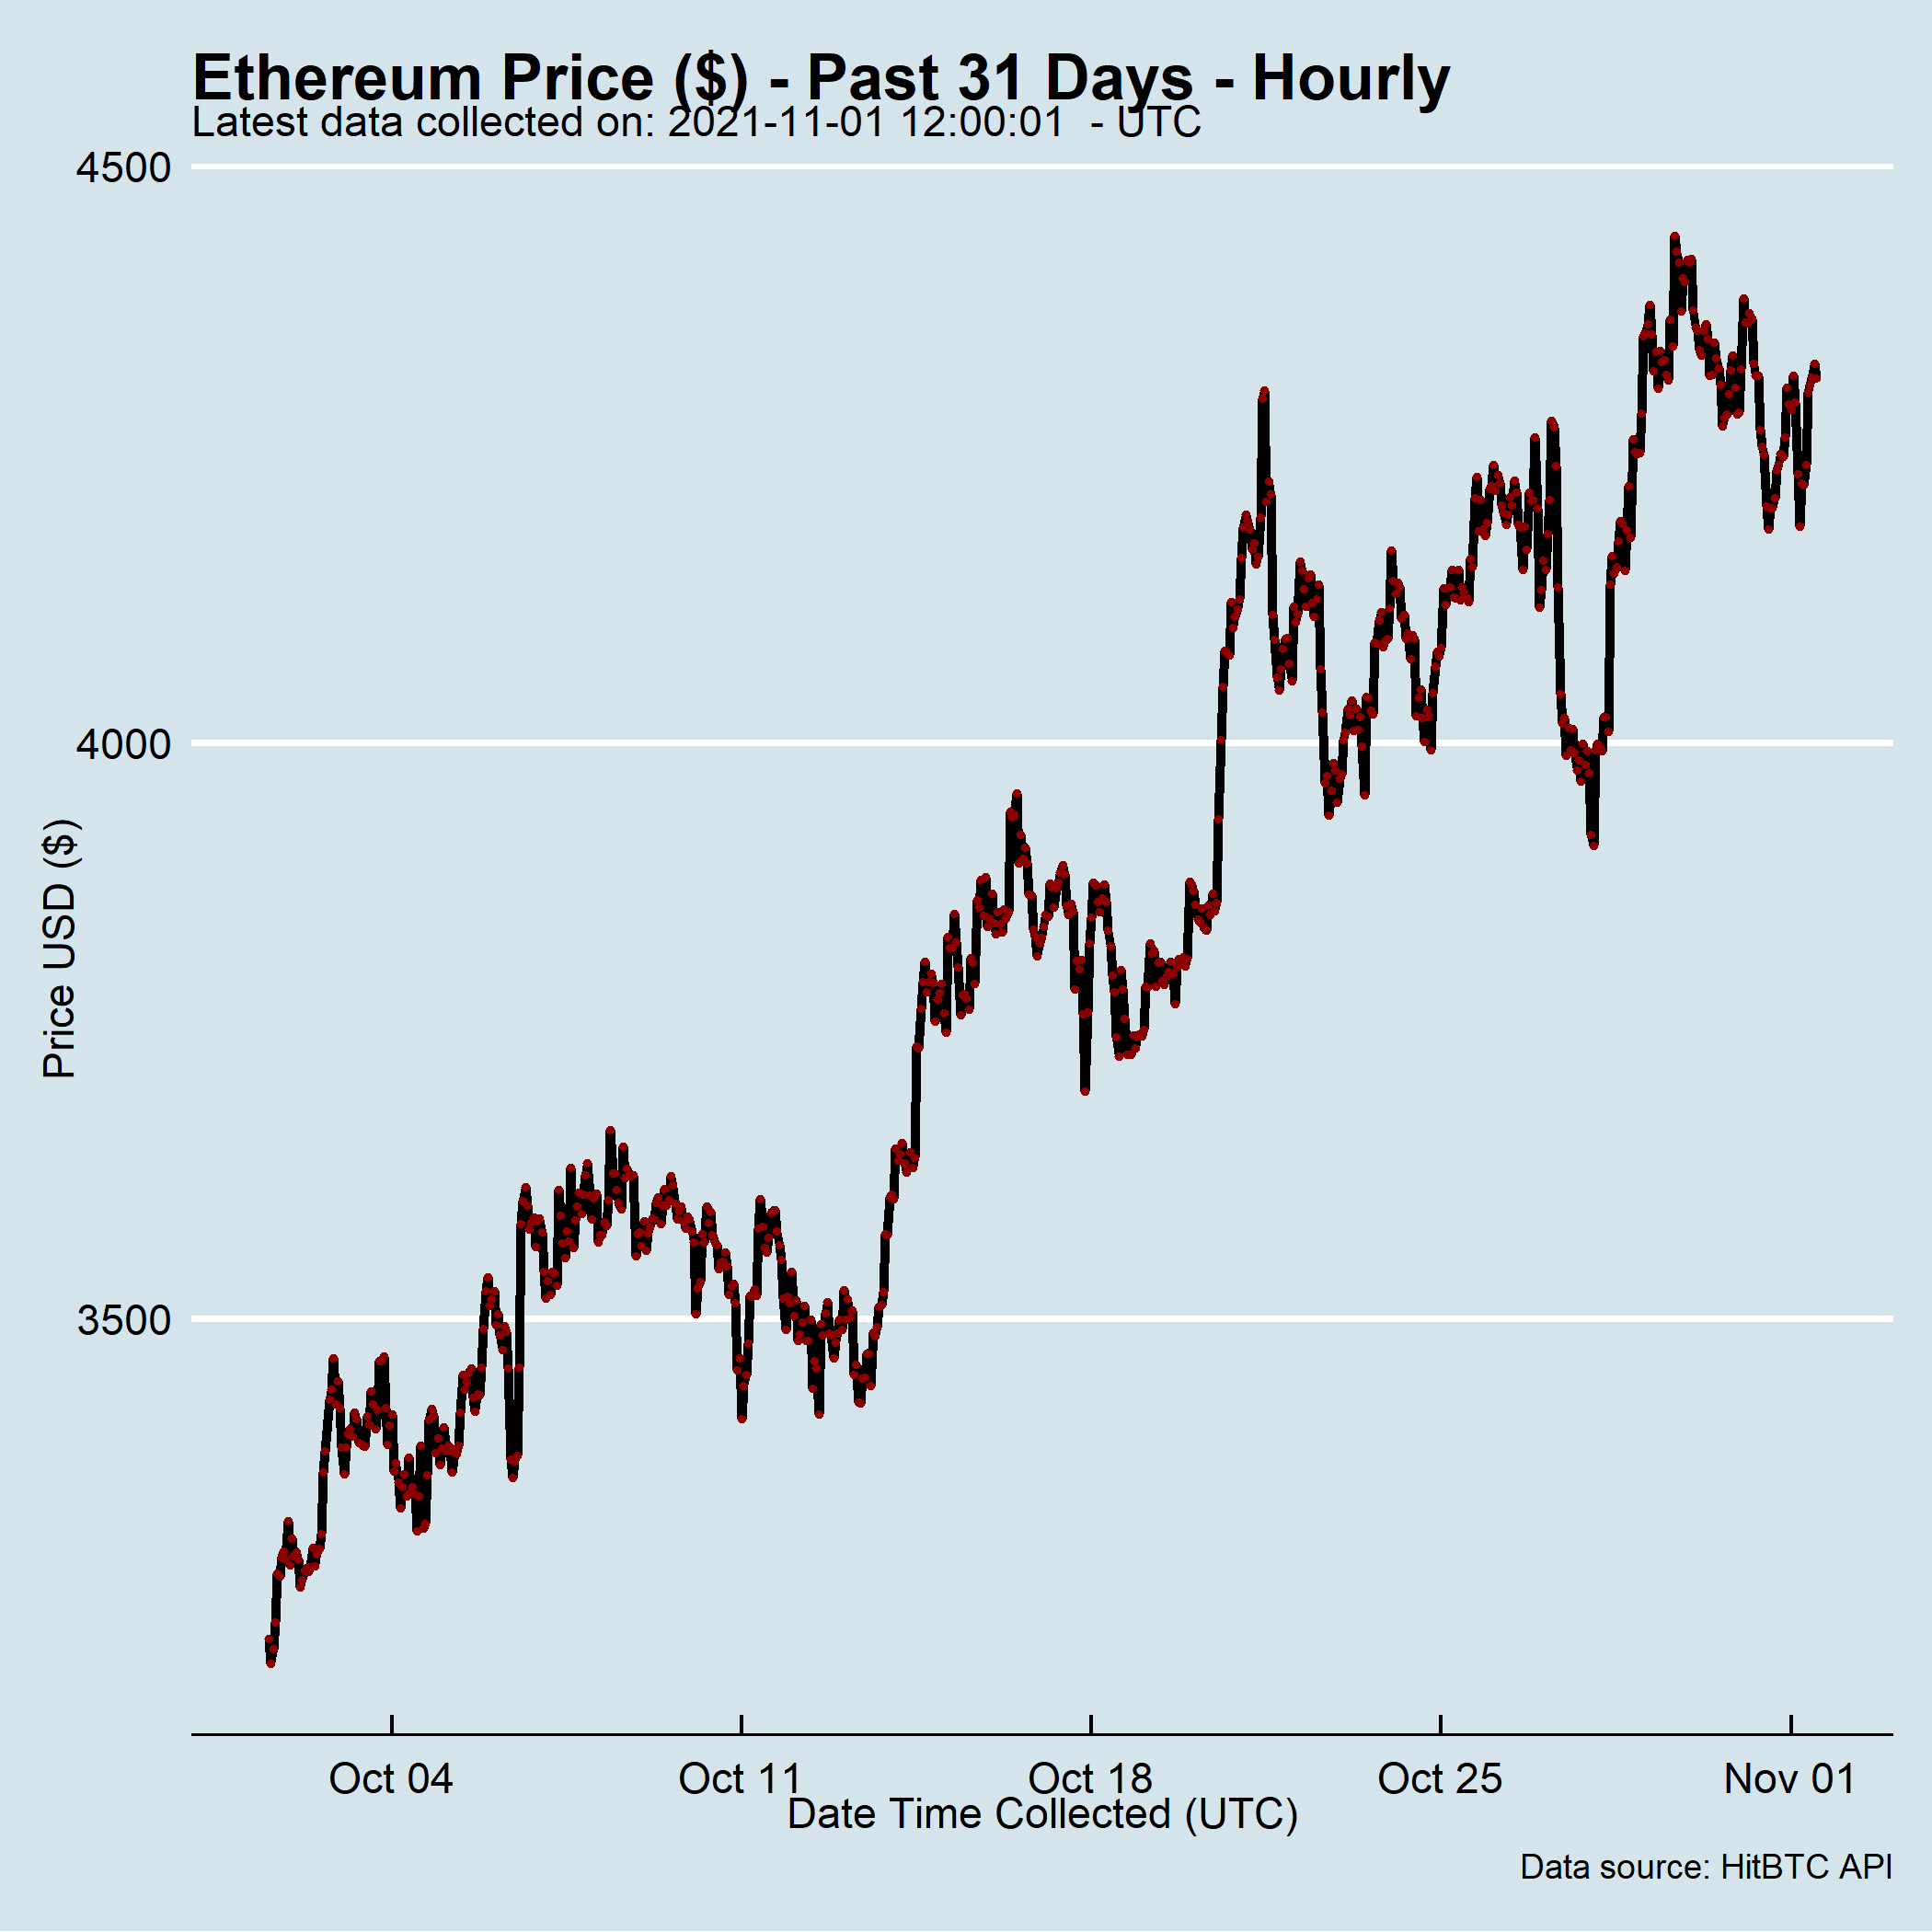 Ethereum Price ($) - Past 31 Days - Hourly
Latest data collected on: 2021-11-01 12:00:01  - UTC
4500
4000
3500
Price USD ($)
Oct 04 Oct 11 Oct 18 Oct 25 Nov 01
Date Time Collected (UTC)
Data source: HitBTC API